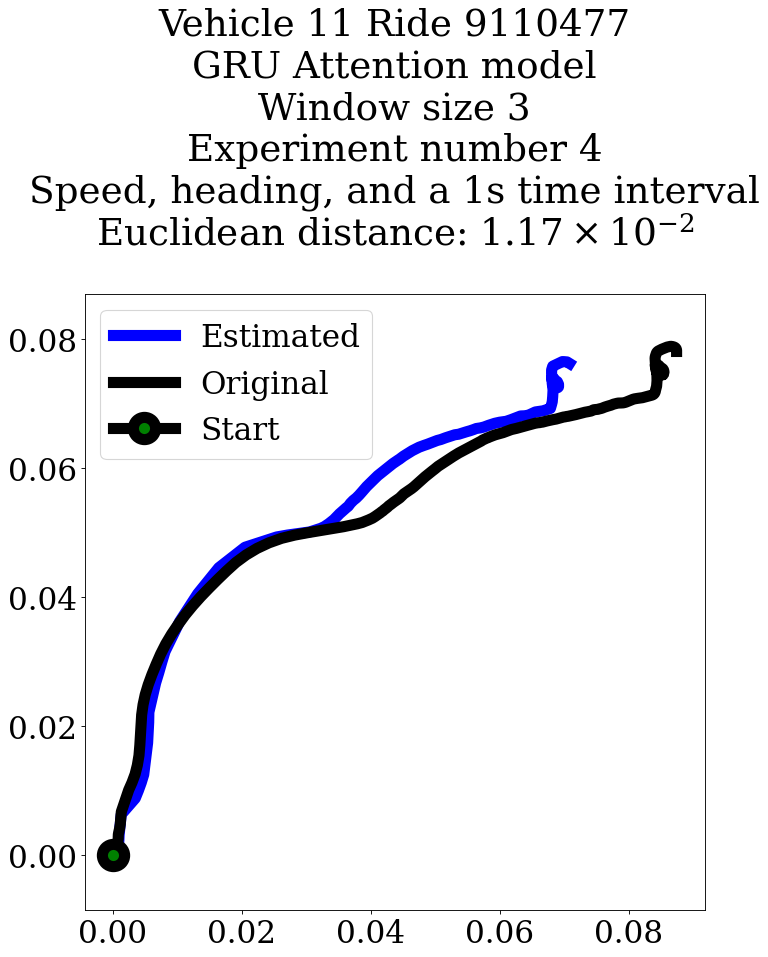 Vehicle 11 Ride 9110477
GRU Attention model
Window size 3
Experiment number 4
Speed, heading, and a 1s time interval
Euclidean distance: 1.17 × 10⁻²
Estimated
Original
Start
0.08
0.06
0.04
0.02
0.00
0.00 0.02 0.04 0.06 0.08